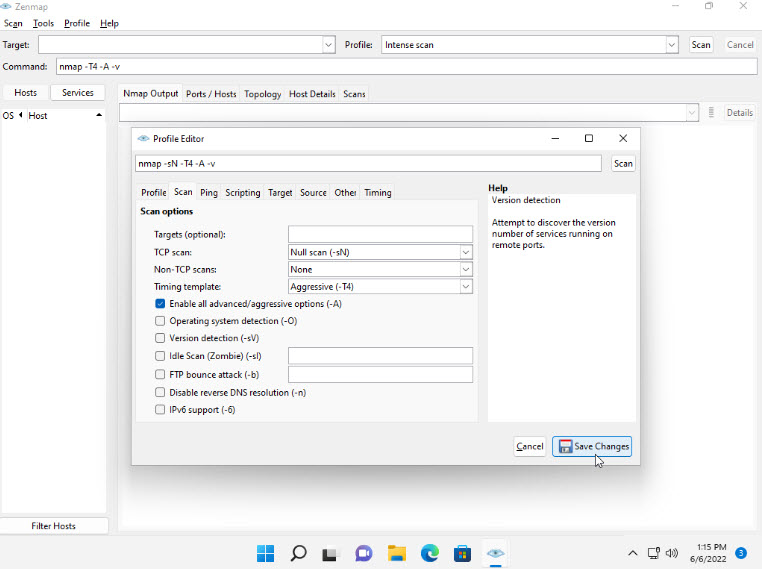 Zenmap
Scan Tools Profile Help
Target: Profile: Intense scan Scan Cancel
Command: nmap -T4 -A -v
Hosts Services Nmap Output Ports / Hosts Topology Host Details Scans
OS Host Details
Profile Editor
nmap -sN -T4 -A -v Scan
Profile Scan Ping Scripting Target Source Other Timing
Scan options
Targets (optional):
TCP scan: Null scan (-sN)
Non-TCP scans: None
Timing template: Aggressive (-T4)
Enable all advanced/aggressive options (-A)
Operating system detection (-O)
Version detection (-sV)
Idle Scan (Zombie) (-sI)
FTP bounce attack (-b)
Disable reverse DNS resolution (-n)
IPv6 support (-6)
Help
Version detection
Attempt to discover the version
number of services running on
remote ports.
Cancel Save Changes
Filter Hosts
1:15 PM
6/6/2022 3